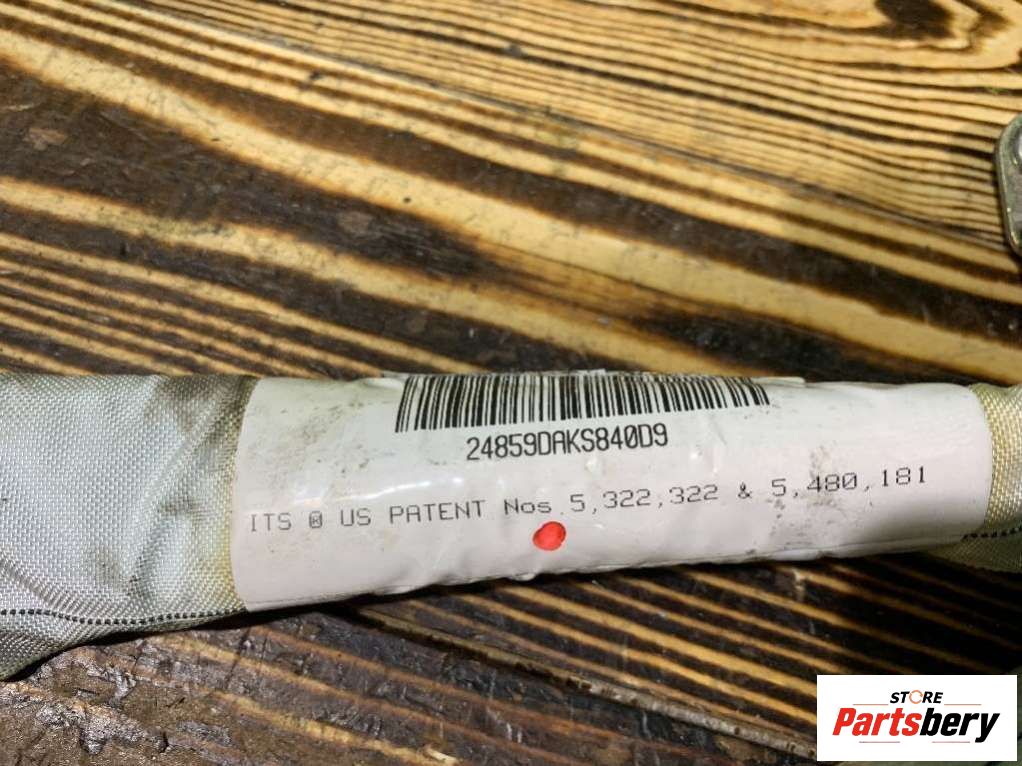 24859DAKS840D9
ITS ® US PATENT Nos. 5,322,322 & 5,480,181
STORE
Partsbery